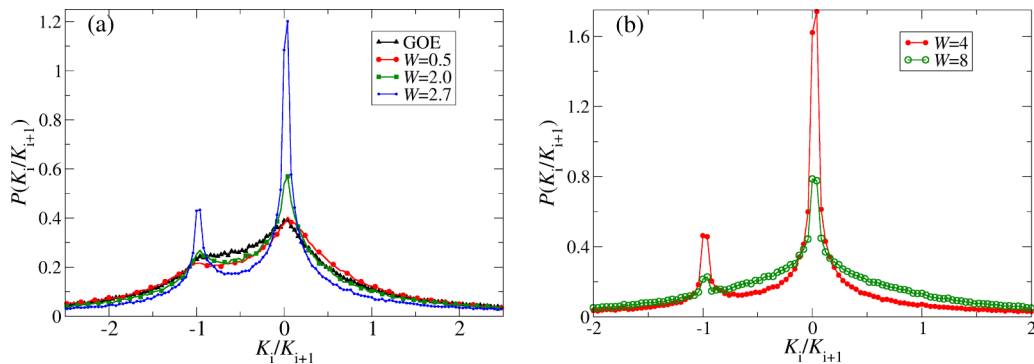 (a)
GOE
W=0.5
W=2.0
W=2.7
P(K_i/K_{i+1})
1.2
1
0.8
0.6
0.4
0.2
0
-2 -1 0 1 2
K_i/K_{i+1}
(b)
W=4
W=8
P(K_i/K_{i+1})
1.6
1.2
0.8
0.4
0
-2 -1 0 1 2
K_i/K_{i+1}